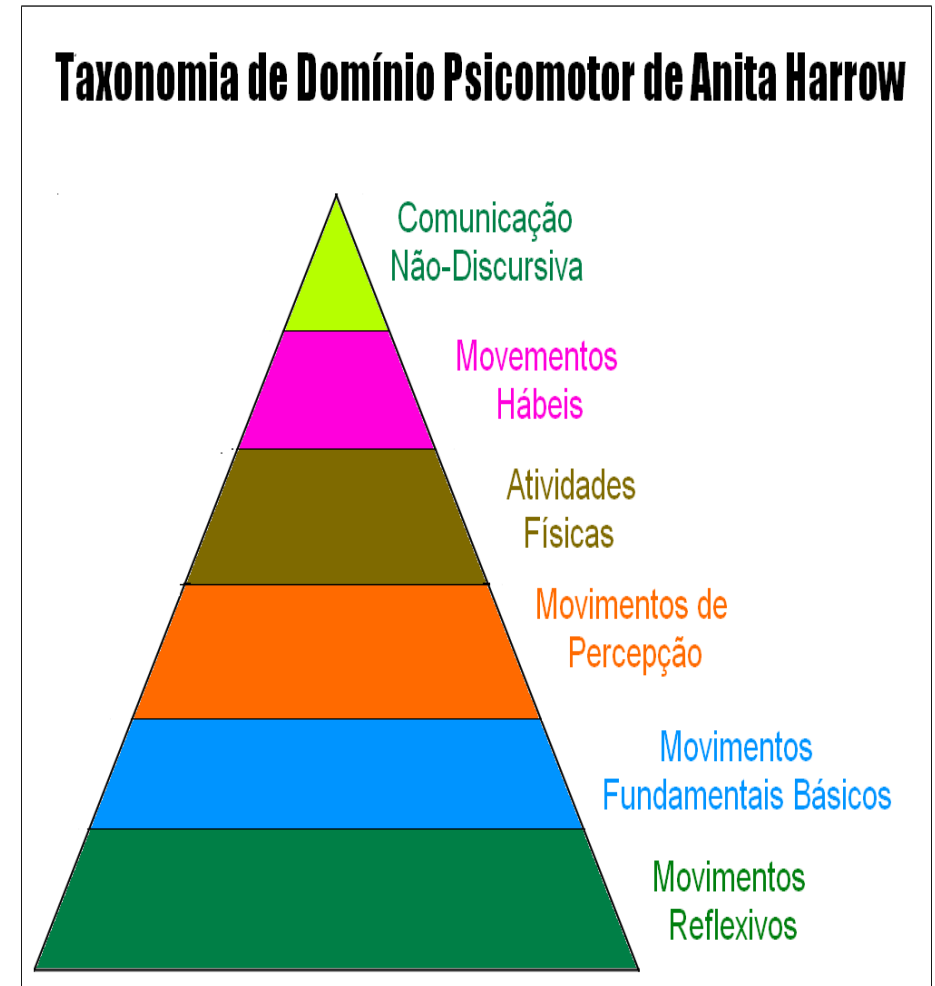 Taxonomia de Domínio Psicomotor de Anita Harrow
Comunicação
Não-Discursiva
Movementos
Hábeis
Atividades
Físicas
Movimentos de
Percepção
Movimentos
Fundamentais Básicos
Movimentos
Reflexivos